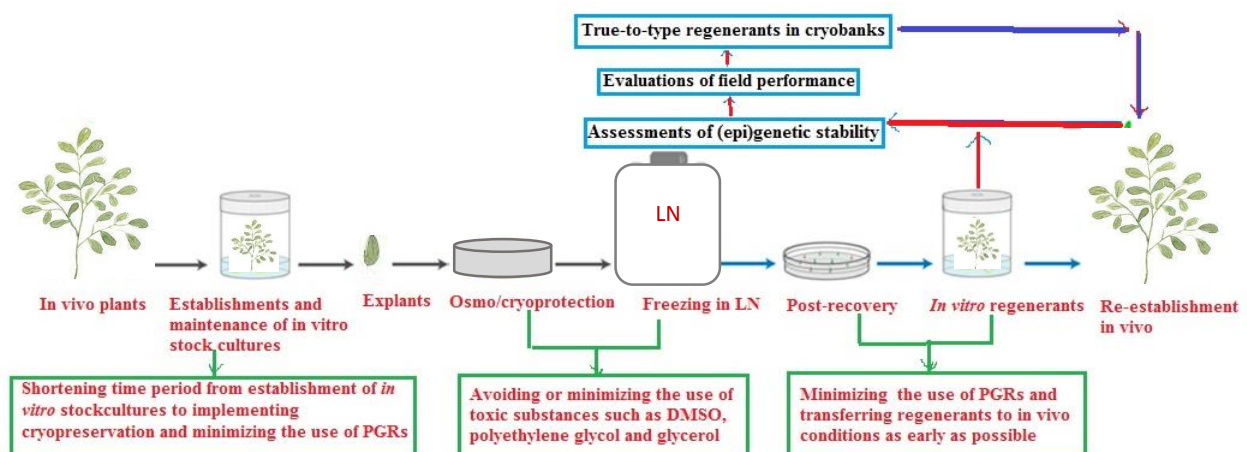 True-to-type regenerants in cryobanks
Evaluations of field performance
Assessments of (epi)genetic stability
LN
In vivo plants
Establishments and
maintenance of in vitro
stock cultures
Explants
Osmo/cryoprotection
Freezing in LN
Post-recovery
In vitro regenerants
Re-establishment
in vivo
Shortening time period from establishment of in
vitro stockcultures to implementing
cryopreservation and minimizing the use of PGRs
Avoiding or minimizing the use of
toxic substances such as DMSO,
polyethylene glycol and glycerol
Minimizing the use of PGRs and
transferring regenerants to in vivo
conditions as early as possible